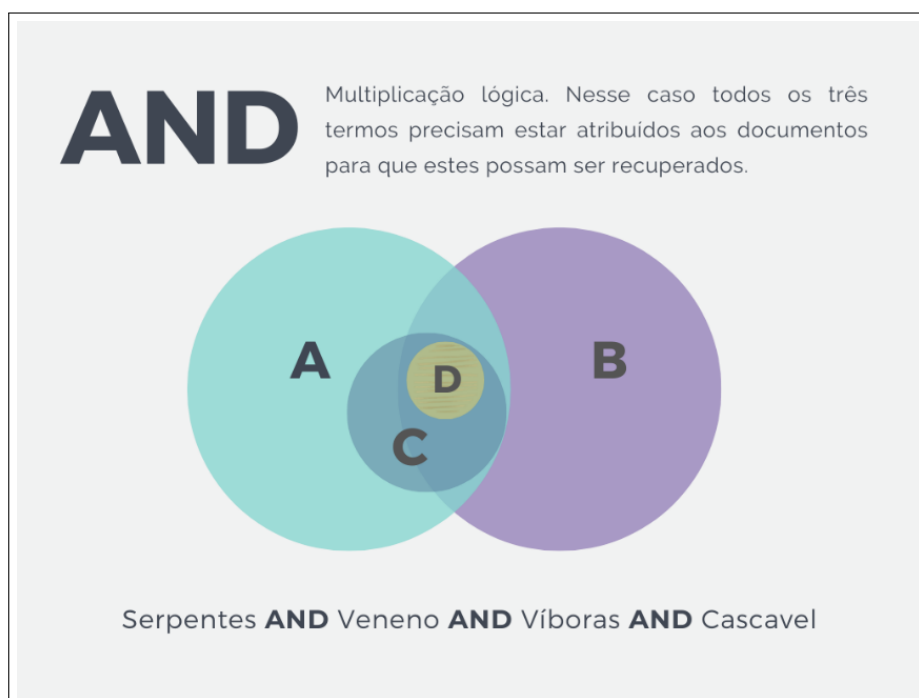 AND
Multiplicação lógica. Nesse caso todos os três
termos precisam estar atribuídos aos documentos
para que estes possam ser recuperados.
A
B
D
C
Serpentes AND Veneno AND Víboras AND Cascavel